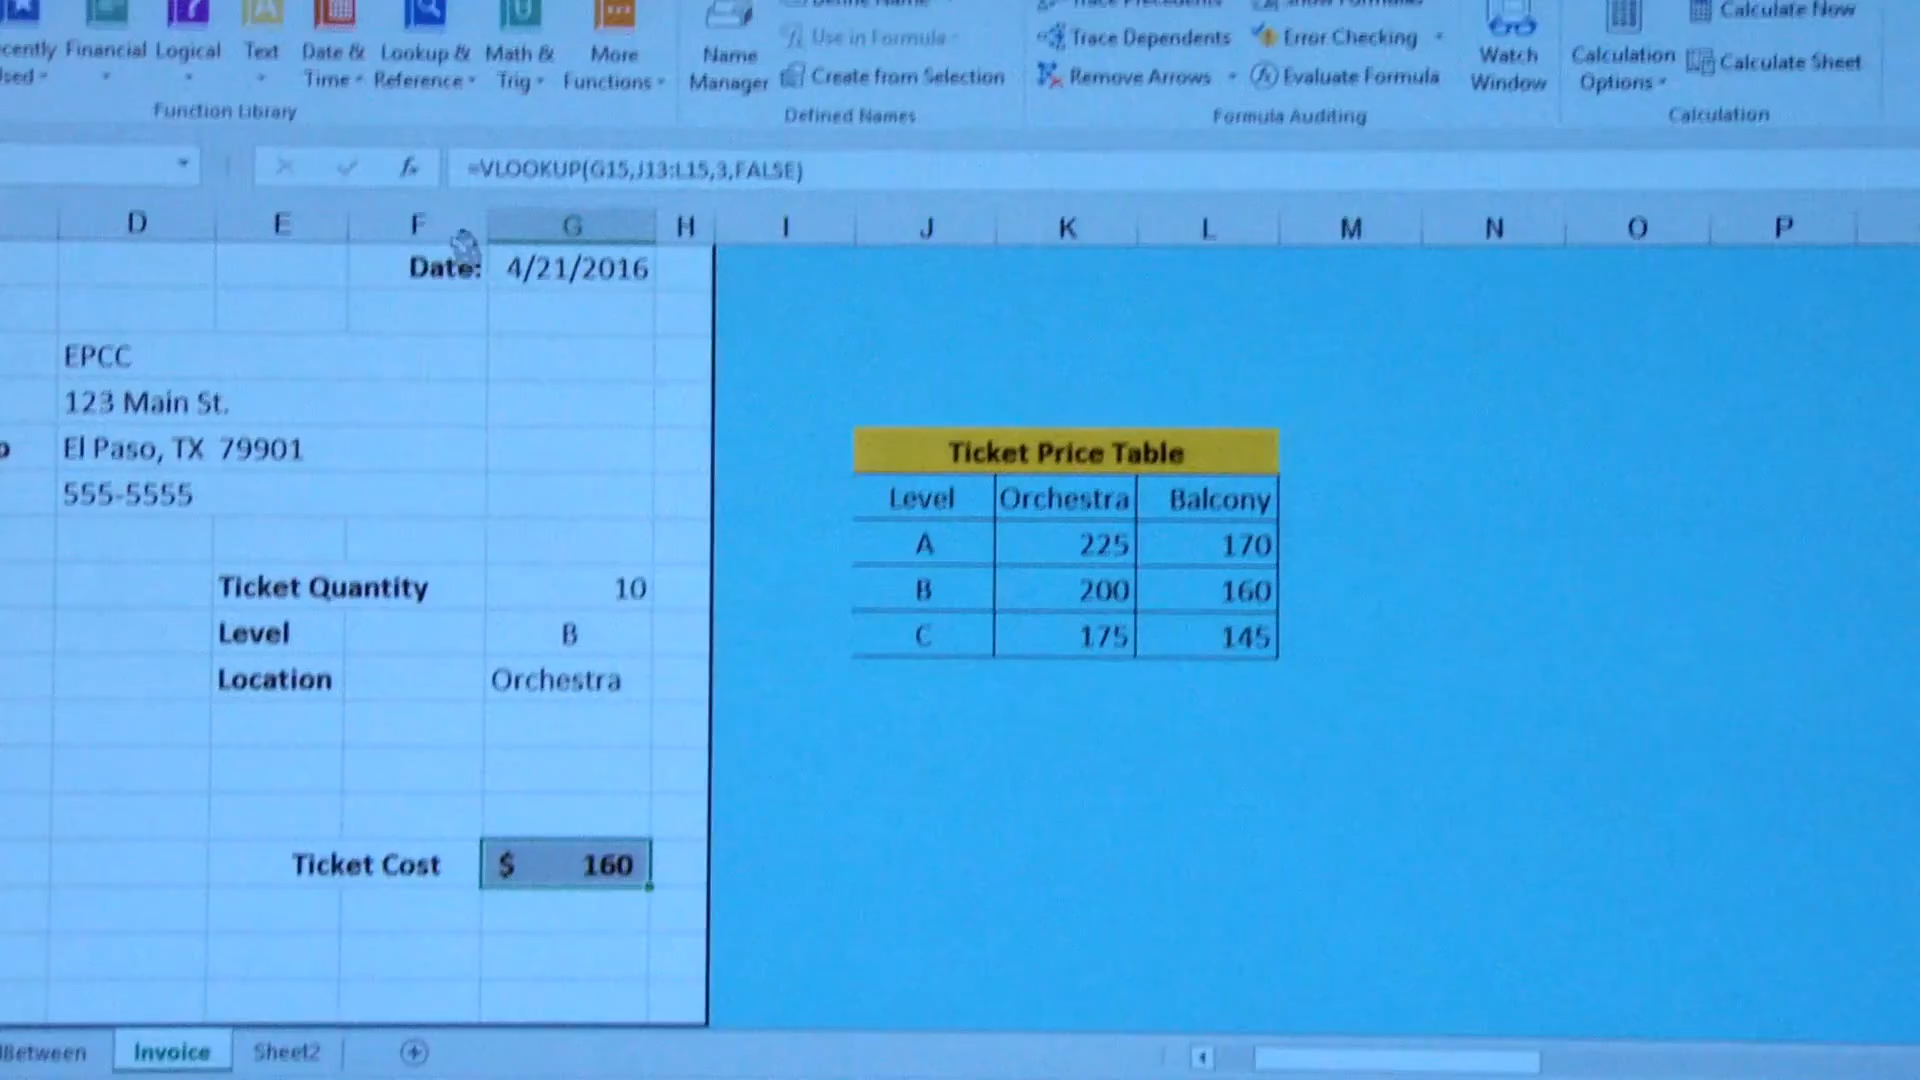 Financial Logical Text Date & Time Lookup & Reference Math & Trig More Functions
Function Library
Name Manager
Use in Formula
Create from Selection
Defined Names
Trace Dependents
Remove Arrows
Error Checking
Evaluate Formula
Formula Auditing
Watch Window
Calculation Options
Calculate Now
Calculate Sheet
Calculation
fx =VLOOKUP(G15,J13:L15,3,FALSE)
D E F G H I J K L M N O P
Date: 4/21/2016
EPCC
123 Main St.
El Paso, TX 79901
555-5555
Ticket Quantity 10
Level B
Location Orchestra
Ticket Cost $ 160
Ticket Price Table
Level Orchestra Balcony
A 225 170
B 200 160
C 175 145
Between Invoice Sheet2